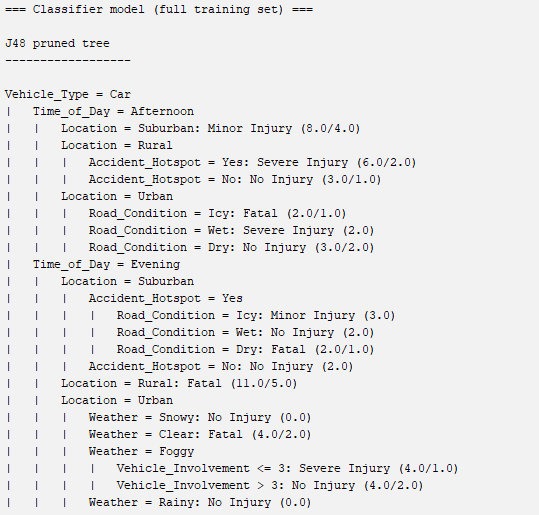 === Classifier model (full training set) ===
J48 pruned tree
------------------
Vehicle_Type = Car
|   Time_of_Day = Afternoon
|   |   Location = Suburban: Minor Injury (8.0/4.0)
|   |   Location = Rural
|   |   |   Accident_Hotspot = Yes: Severe Injury (6.0/2.0)
|   |   |   Accident_Hotspot = No: No Injury (3.0/1.0)
|   |   Location = Urban
|   |   |   Road_Condition = Icy: Fatal (2.0/1.0)
|   |   |   Road_Condition = Wet: Severe Injury (2.0)
|   |   |   Road_Condition = Dry: No Injury (3.0/2.0)
|   Time_of_Day = Evening
|   |   Location = Suburban
|   |   |   Accident_Hotspot = Yes
|   |   |   |   Road_Condition = Icy: Minor Injury (3.0)
|   |   |   |   Road_Condition = Wet: No Injury (2.0)
|   |   |   |   Road_Condition = Dry: Fatal (2.0/1.0)
|   |   |   Accident_Hotspot = No: No Injury (2.0)
|   |   Location = Rural: Fatal (11.0/5.0)
|   |   Location = Urban
|   |   |   Weather = Snowy: No Injury (0.0)
|   |   |   Weather = Clear: Fatal (4.0/2.0)
|   |   |   Weather = Foggy
|   |   |   |   Vehicle_Involvement <= 3: Severe Injury (4.0/1.0)
|   |   |   |   Vehicle_Involvement > 3: No Injury (4.0/2.0)
|   |   |   Weather = Rainy: No Injury (0.0)